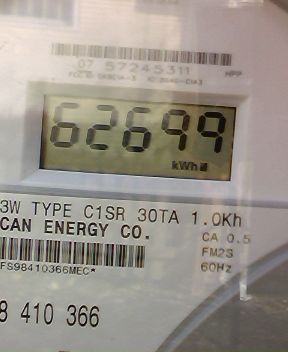 07 57245311
HPP
62699
kWh
3W TYPE C1SR 30TA 1.0Kh
CAN ENERGY CO.
CA 0.5
FM2S
60Hz
FS98410366MEC*
8 410 366